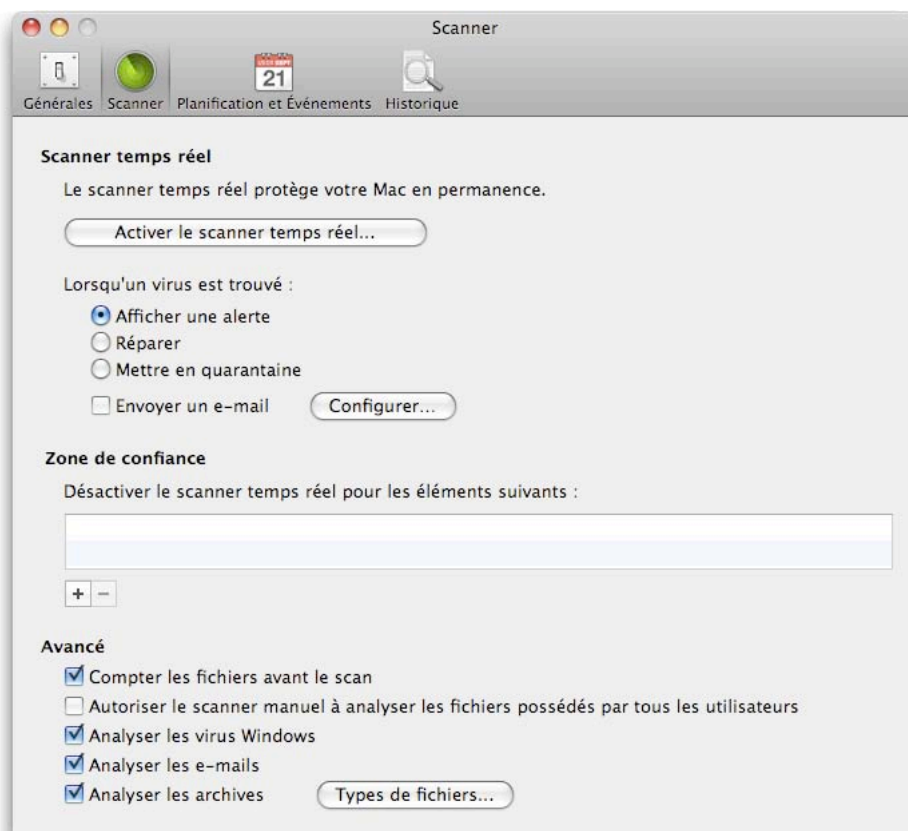 Scanner
21
Générales Scanner Planification et Événements Historique
Scanner temps réel
Le scanner temps réel protège votre Mac en permanence.
Activer le scanner temps réel...
Lorsqu'un virus est trouvé :
Afficher une alerte
Réparer
Mettre en quarantaine
Envoyer un e-mail Configurer...
Zone de confiance
Désactiver le scanner temps réel pour les éléments suivants :
+ −
Avancé
Compter les fichiers avant le scan
Autoriser le scanner manuel à analyser les fichiers possédés par tous les utilisateurs
Analyser les virus Windows
Analyser les e-mails
Analyser les archives Types de fichiers...